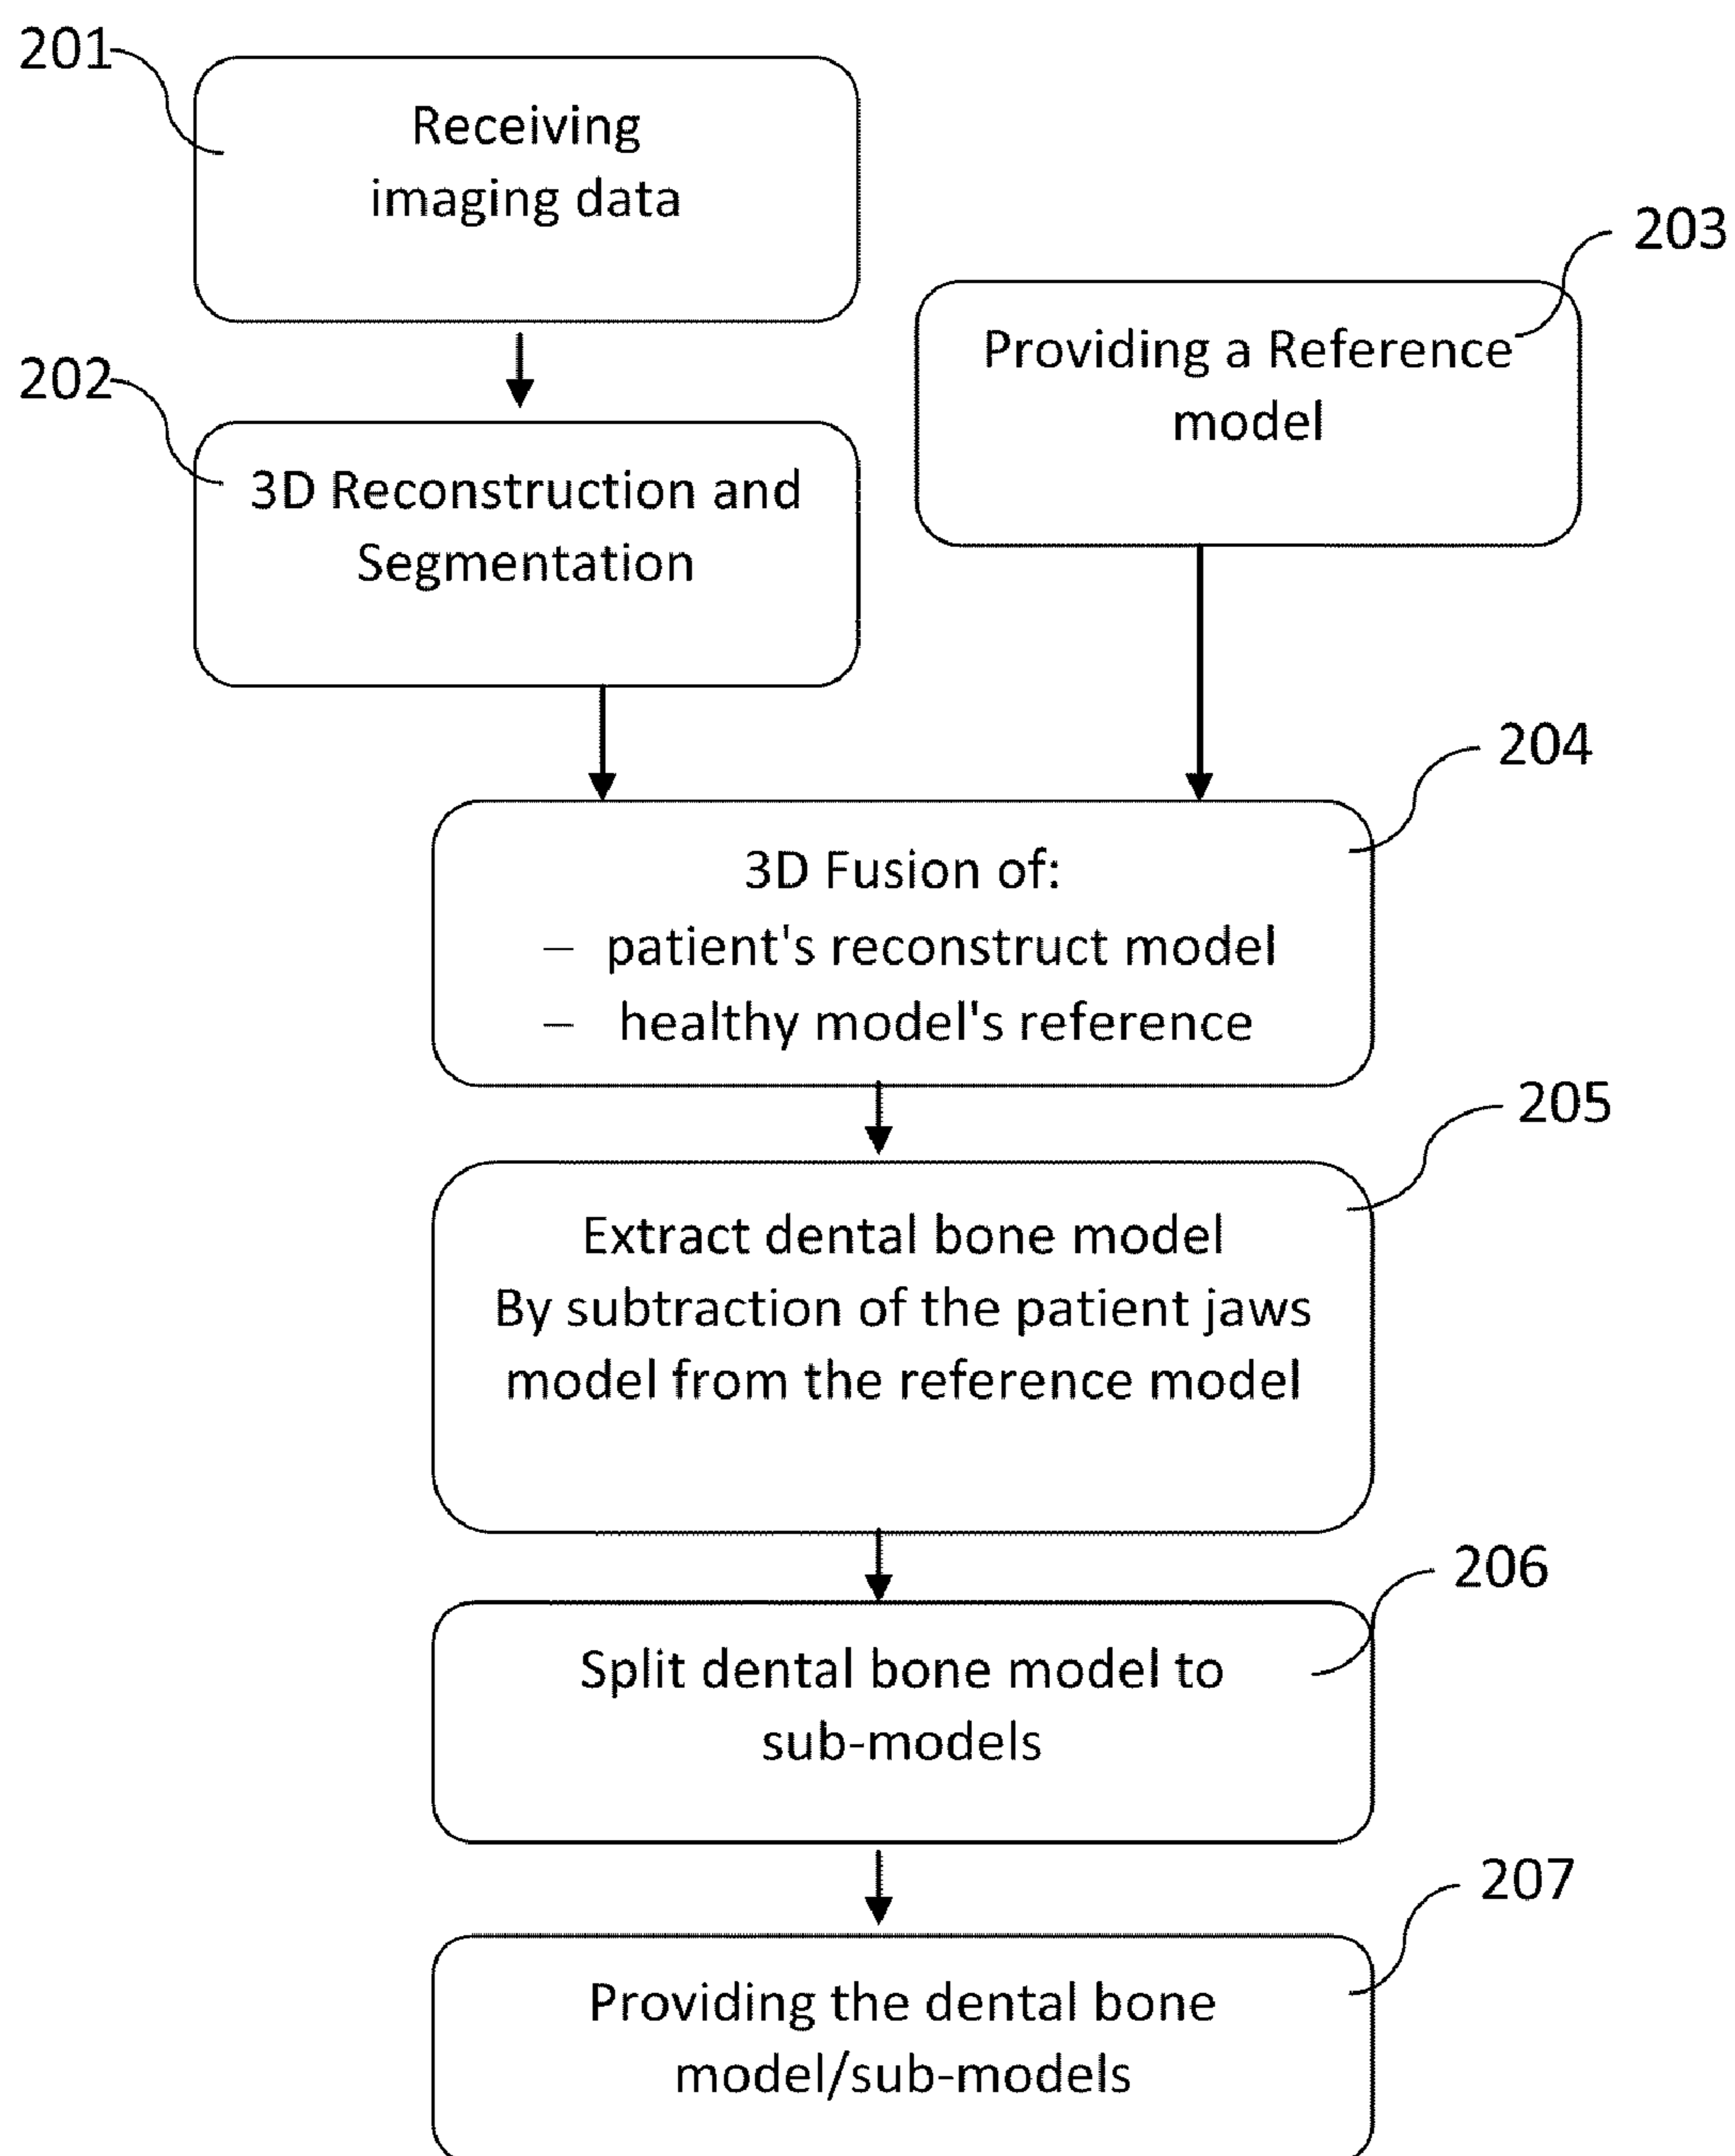 201
Receiving
imaging data
202
3D Reconstruction and
Segmentation
203
Providing a Reference
model
204
3D Fusion of:
– patient's reconstruct model
– healthy model's reference
205
Extract dental bone model
By subtraction of the patient jaws
model from the reference model
206
Split dental bone model to
sub-models
207
Providing the dental bone
model/sub-models